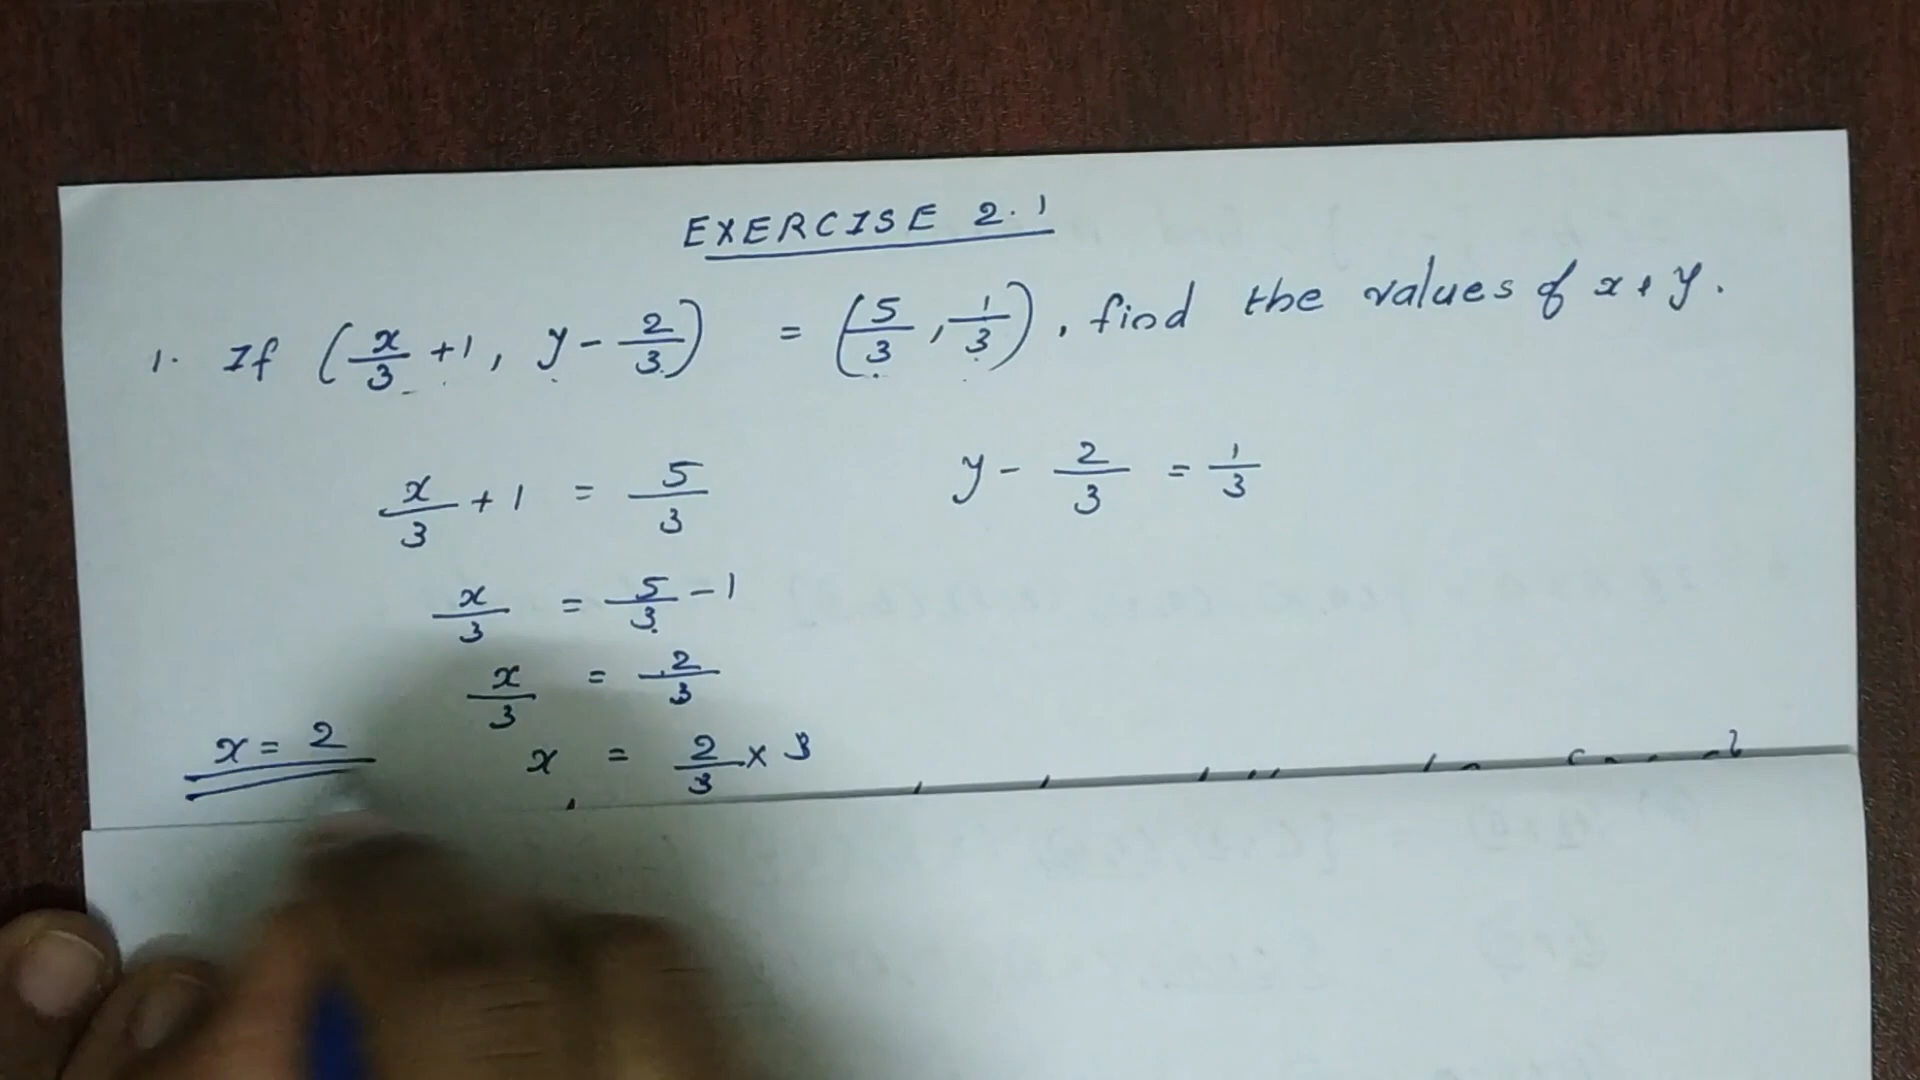 EXERCISE 2.1
1. If (x/3 + 1, y - 2/3) = (5/3, 1/3), find the values of x & y.
x/3 + 1 = 5/3
x/3 = 5/3 - 1
x/3 = 2/3
x = 2/3 × 3
x = 2
y - 2/3 = 1/3